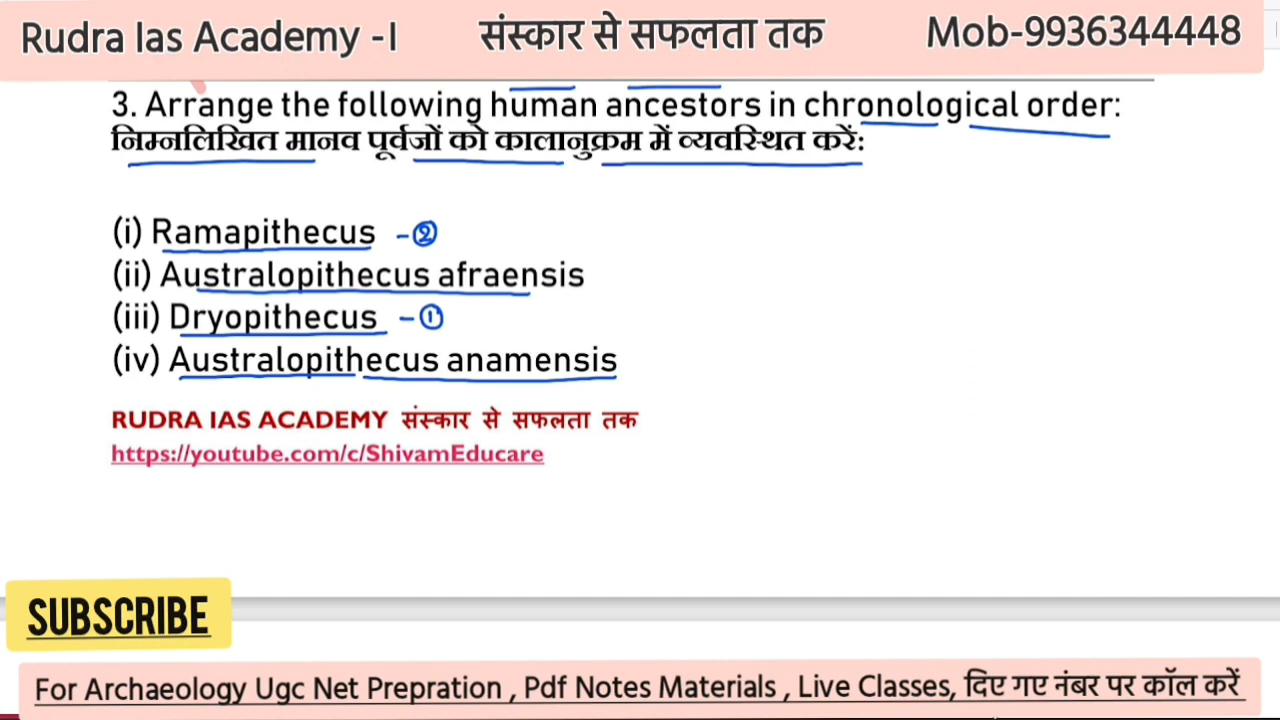 Rudra Ias Academy -I संस्कार से सफलता तक Mob-9936344448
3. Arrange the following human ancestors in chronological order:
निम्नलिखित मानव पूर्वजों को कालानुक्रम में व्यवस्थित करें:
(i) Ramapithecus -②
(ii) Australopithecus afraensis
(iii) Dryopithecus -①
(iv) Australopithecus anamensis
RUDRA IAS ACADEMY संस्कार से सफलता तक
https://youtube.com/c/ShivamEducare
SUBSCRIBE
For Archaeology Ugc Net Prepration , Pdf Notes Materials , Live Classes, दिए गए नंबर पर कॉल करें